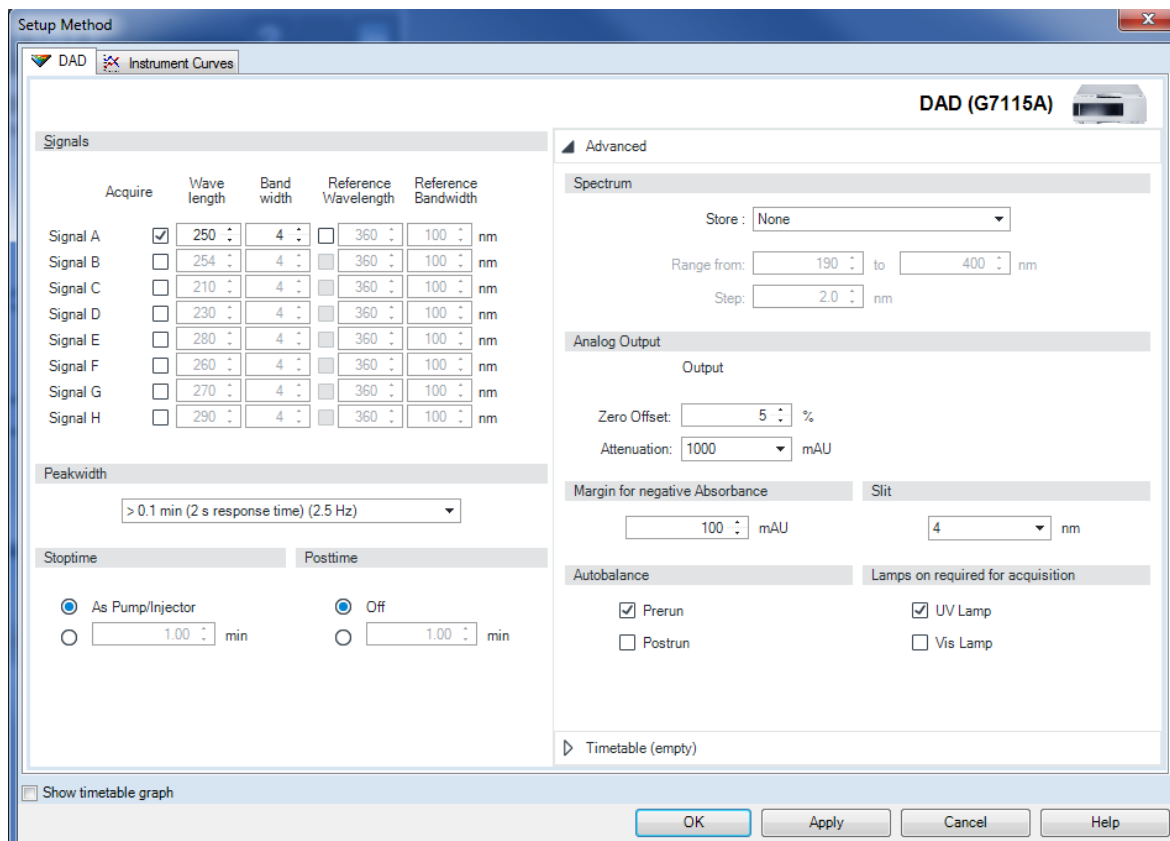 Setup Method
DAD
Instrument Curves
DAD (G7115A)
Signals
Acquire
Wave length
Band width
Reference Wavelength
Reference Bandwidth
Signal A 250 4 360 100 nm
Signal B 254 4 360 100 nm
Signal C 210 4 360 100 nm
Signal D 230 4 360 100 nm
Signal E 280 4 360 100 nm
Signal F 260 4 360 100 nm
Signal G 270 4 360 100 nm
Signal H 290 4 360 100 nm
Peakwidth
> 0.1 min (2 s response time) (2.5 Hz)
Stoptime
As Pump/Injector
1.00 min
Posttime
Off
1.00 min
Advanced
Spectrum
Store : None
Range from: 190 to 400 nm
Step: 2.0 nm
Analog Output
Output
Zero Offset: 5 %
Attenuation: 1000 mAU
Margin for negative Absorbance
100 mAU
Slit
4 nm
Autobalance
Prerun
Postrun
Lamps on required for acquisition
UV Lamp
Vis Lamp
Timetable (empty)
Show timetable graph
OK
Apply
Cancel
Help